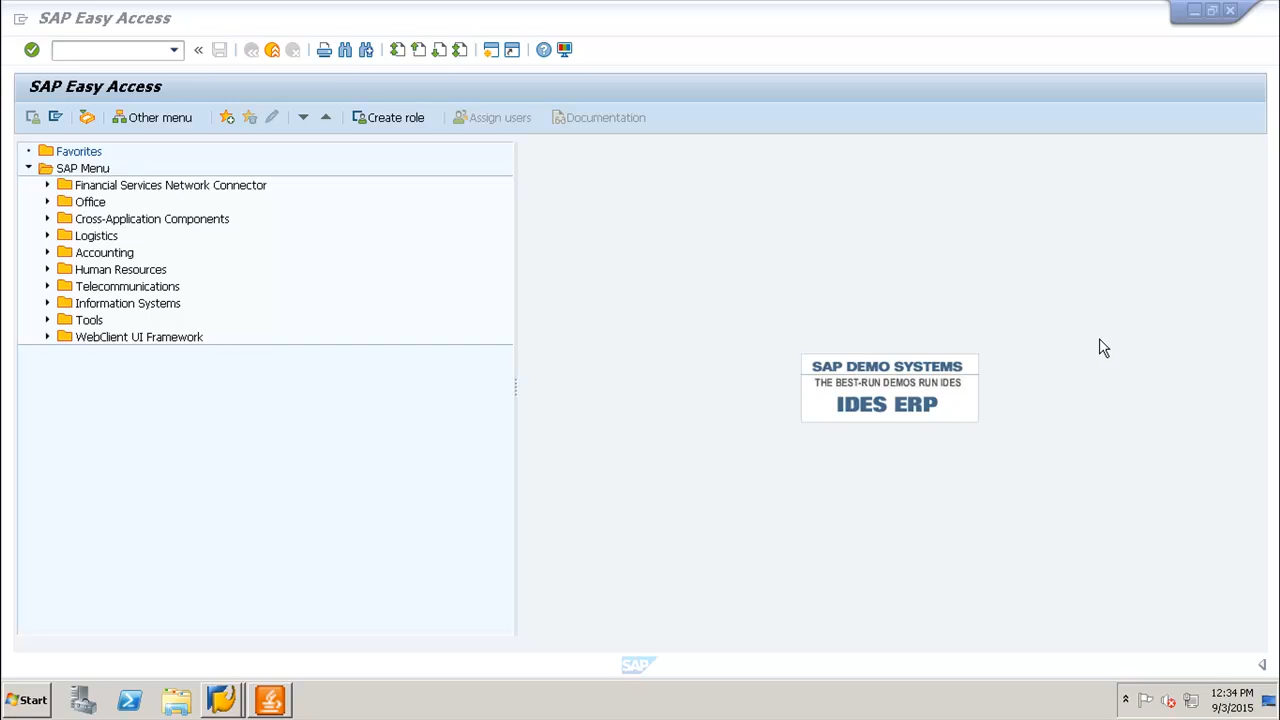 SAP Easy Access
SAP Easy Access
Other menu
Create role
Assign users
Documentation
Favorites
SAP Menu
Financial Services Network Connector
Office
Cross-Application Components
Logistics
Accounting
Human Resources
Telecommunications
Information Systems
Tools
WebClient UI Framework
SAP DEMO SYSTEMS
THE BEST-RUN DEMOS RUN IDES
IDES ERP
SAP
Start
12:34 PM
9/3/2015